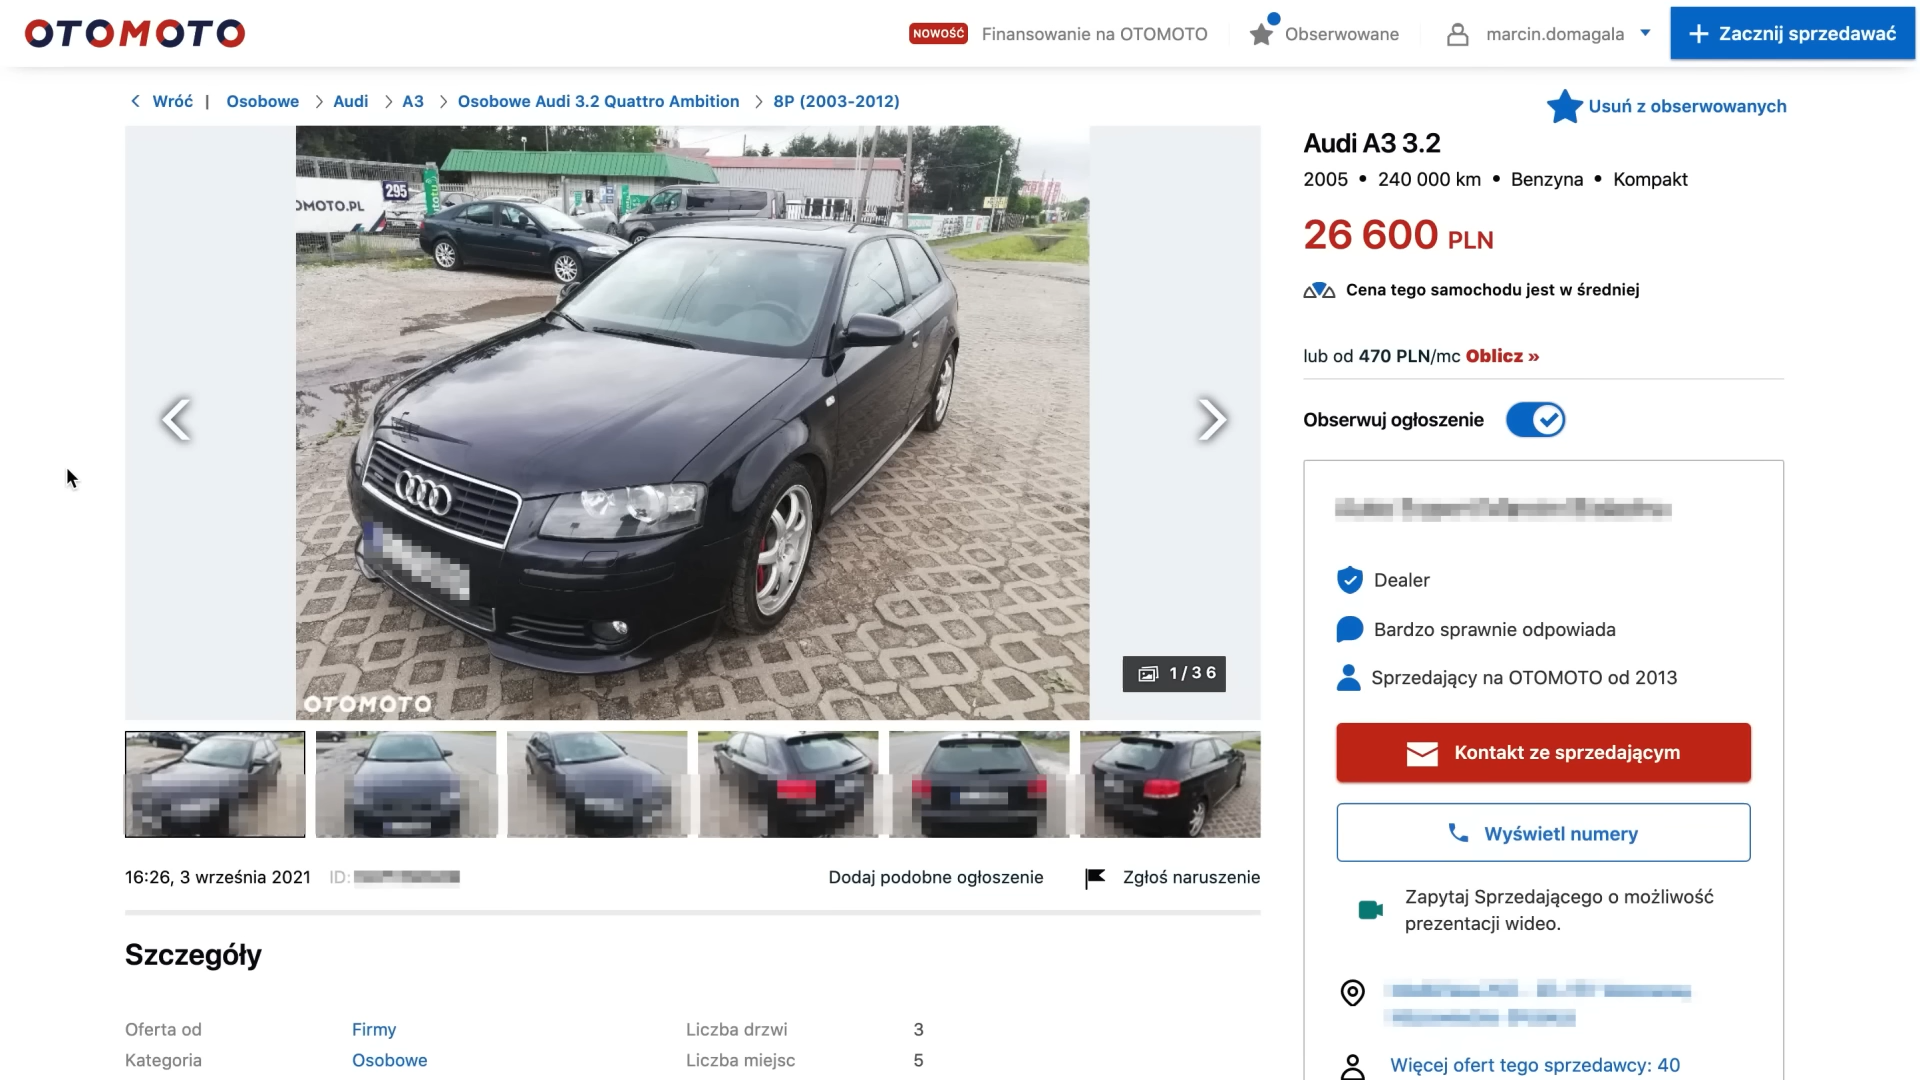 OTOMOTO
NOWOŚĆ Finansowanie na OTOMOTO
Obserwowane
marcin.domagala
+ Zacznij sprzedawać
Wróć | Osobowe > Audi > A3 > Osobowe Audi 3.2 Quattro Ambition > 8P (2003-2012)
Usuń z obserwowanych
295
OMOTO.PL
OTOMOTO
1/36
Audi A3 3.2
2005 • 240 000 km • Benzyna • Kompakt
26 600 PLN
Cena tego samochodu jest w średniej
lub od 470 PLN/mc Oblicz »
Obserwuj ogłoszenie
Dealer
Bardzo sprawnie odpowiada
Sprzedający na OTOMOTO od 2013
Kontakt ze sprzedającym
Wyświetl numery
Zapytaj Sprzedającego o możliwość
prezentacji wideo.
Więcej ofert tego sprzedawcy: 40
16:26, 3 września 2021 ID:
Dodaj podobne ogłoszenie
Zgłoś naruszenie
Szczegóły
Oferta od Firmy Liczba drzwi 3
Kategoria Osobowe Liczba miejsc 5